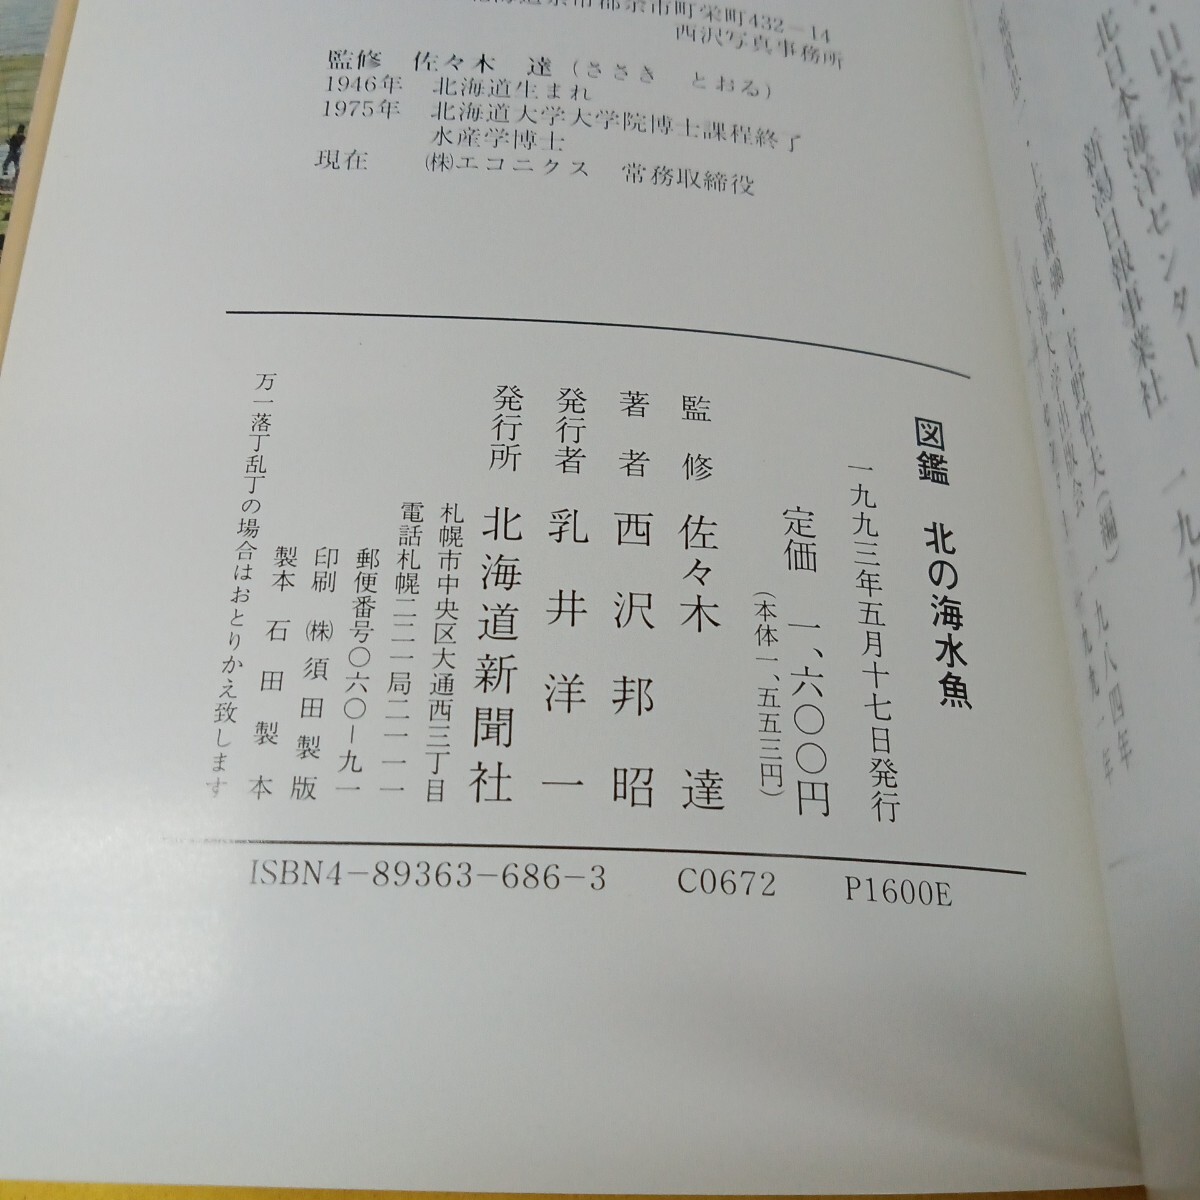 432-14
西沢写真事務所
監修 佐々木 達(ささき とおる)
1946年 北海道生まれ
1975年 北海道大学大学院博士課程終了
水産学博士
現在 (株)エコニクス 常務取締役
図鑑 北の海水魚
一九九三年五月十七日発行
定価 一、六〇〇円
(本体一、五五三円)
監修 佐々木 達
著者 西沢邦昭
発行者 乳井洋一
発行所 北海道新聞社
札幌市中央区大通西三丁目
電話札幌二二一局二一一一
郵便番号〇六〇-九一
印刷 ㈱須田製版
製本 石田製本
万一落丁乱丁の場合はおとりかえ致します
ISBN4-89363-686-3 C0672 P1600E
北日本海洋センター
新潟日報事業社